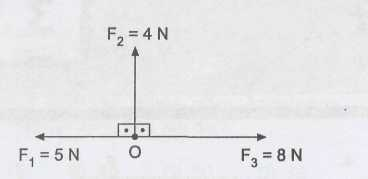 F₂ = 4 N
F₁ = 5 N
O
F₃ = 8 N